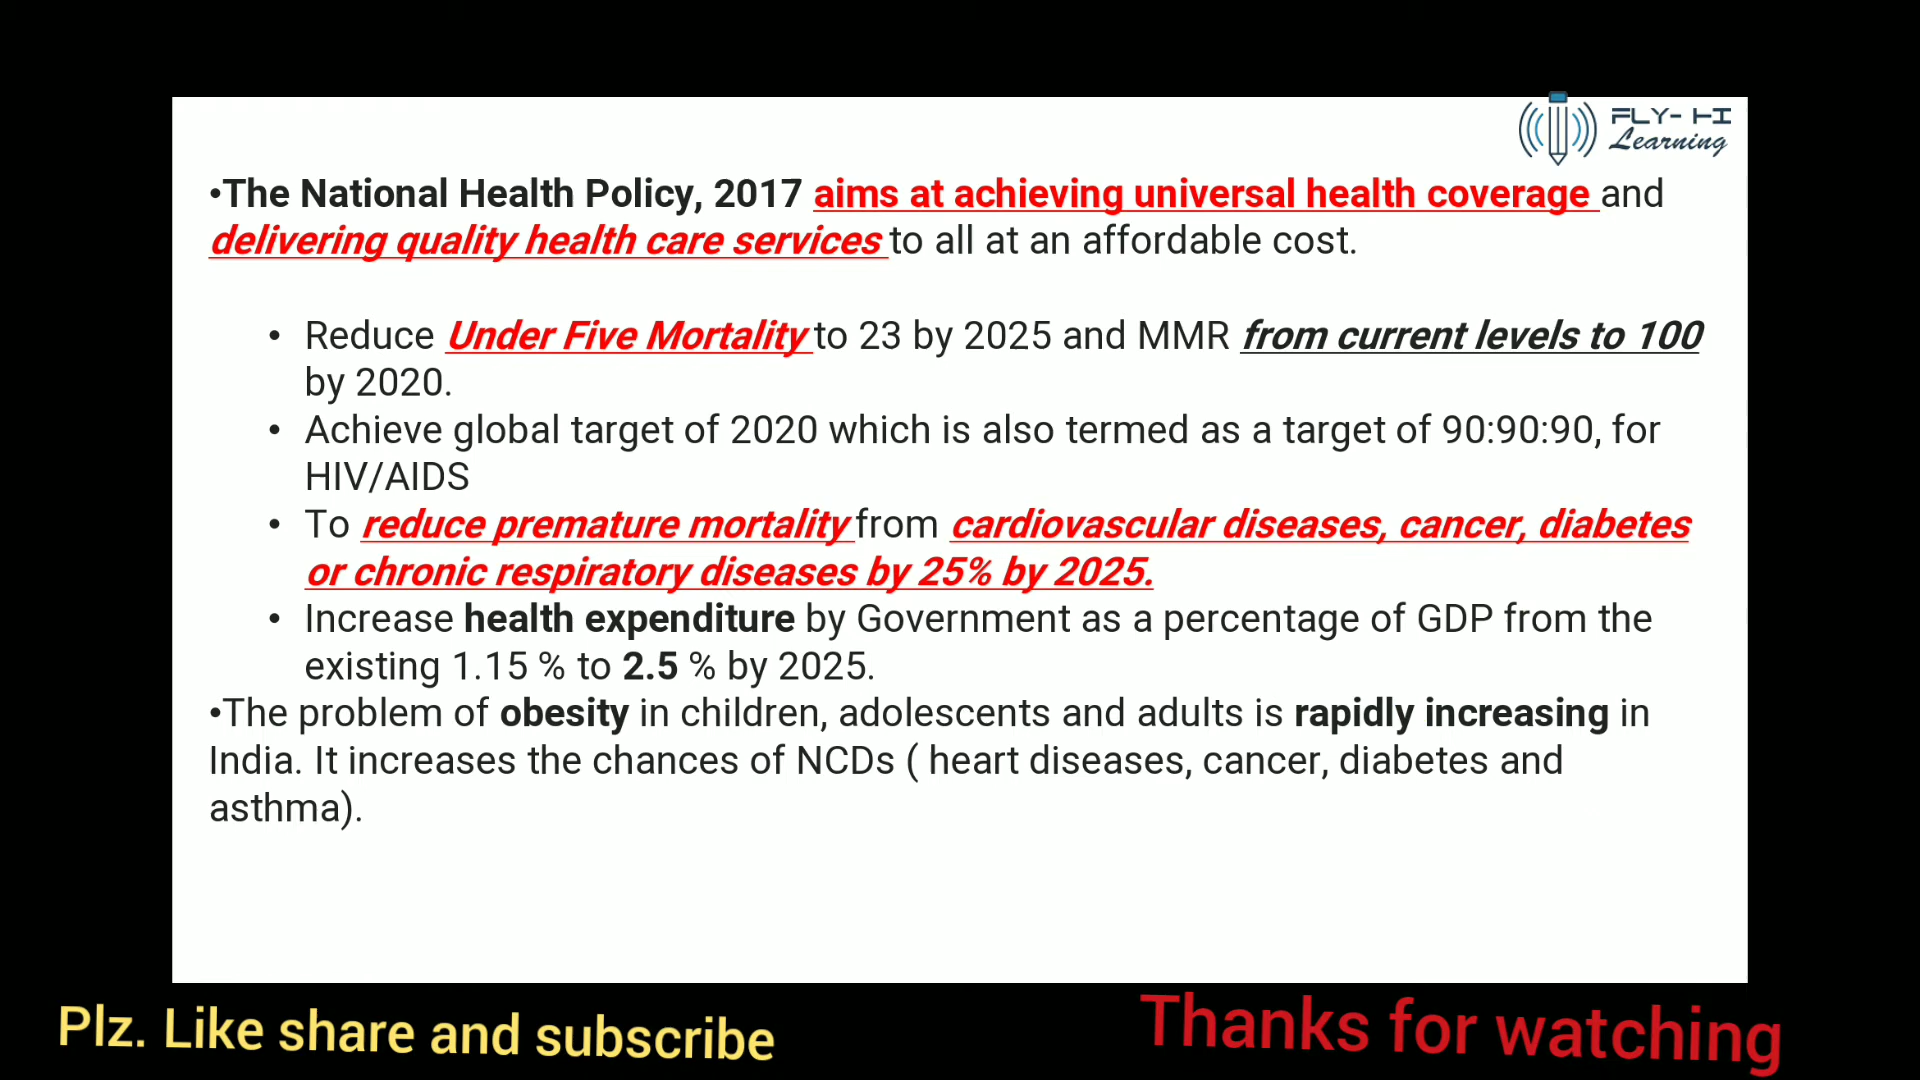 FLY- HI
Learning
•The National Health Policy, 2017 aims at achieving universal health coverage and
delivering quality health care services to all at an affordable cost.
• Reduce Under Five Mortality to 23 by 2025 and MMR from current levels to 100
by 2020.
• Achieve global target of 2020 which is also termed as a target of 90:90:90, for
HIV/AIDS
• To reduce premature mortality from cardiovascular diseases, cancer, diabetes
or chronic respiratory diseases by 25% by 2025.
• Increase health expenditure by Government as a percentage of GDP from the
existing 1.15 % to 2.5 % by 2025.
•The problem of obesity in children, adolescents and adults is rapidly increasing in
India. It increases the chances of NCDs ( heart diseases, cancer, diabetes and
asthma).
Plz. Like share and subscribe
Thanks for watching